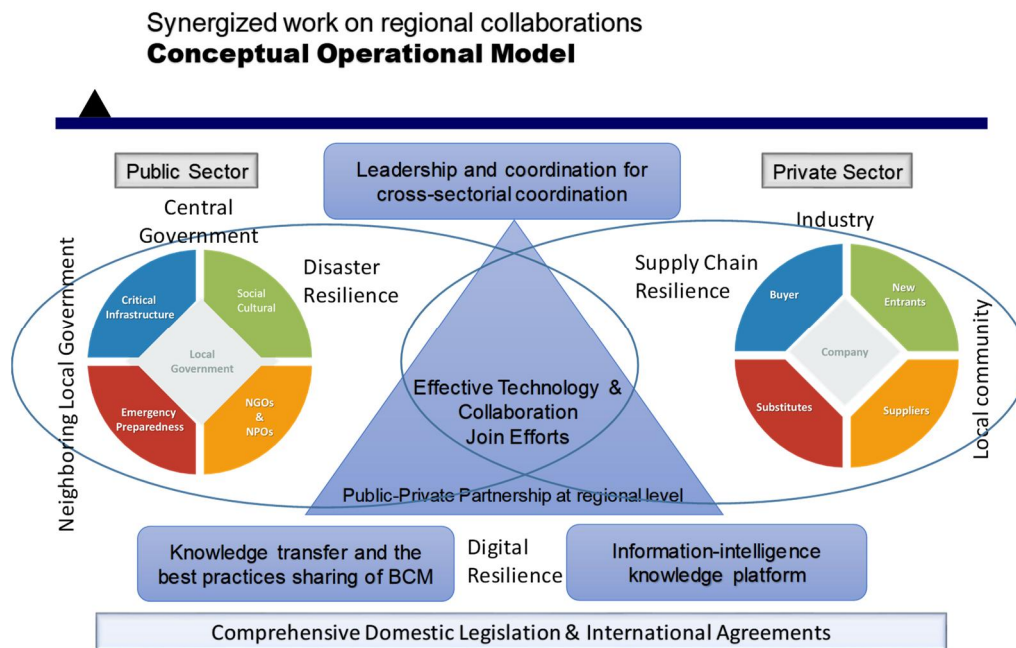 Synergized work on regional collaborations
Conceptual Operational Model
Public Sector
Leadership and coordination for
cross-sectorial coordination
Private Sector
Central
Government
Industry
Neighboring Local Government
Disaster
Resilience
Supply Chain
Resilience
Local community
Critical
Infrastructure
Social
Cultural
Local
Government
Emergency
Preparedness
NGOs
&
NPOs
Buyer
New
Entrants
Company
Substitutes
Suppliers
Effective Technology &
Collaboration
Join Efforts
Public-Private Partnership at regional level
Knowledge transfer and the
best practices sharing of BCM
Digital
Resilience
Information-intelligence
knowledge platform
Comprehensive Domestic Legislation & International Agreements